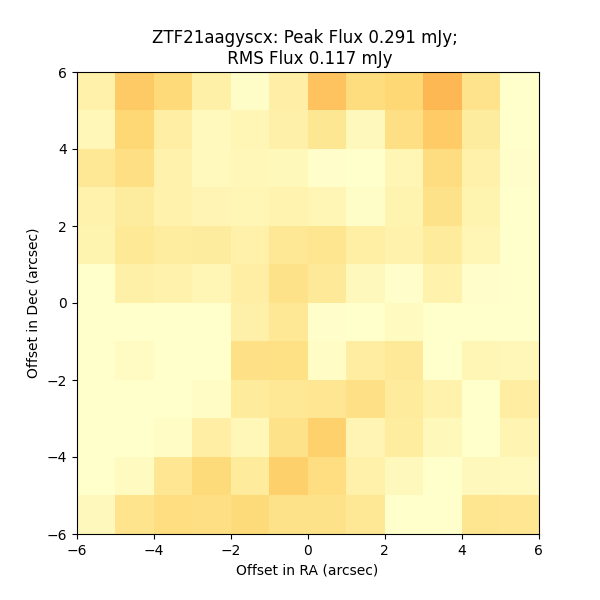 ZTF21aagyscx: Peak Flux 0.291 mJy;
RMS Flux 0.117 mJy
6
4
2
0
−2
−4
−6
Offset in Dec (arcsec)
−6 −4 −2 0 2 4 6
Offset in RA (arcsec)